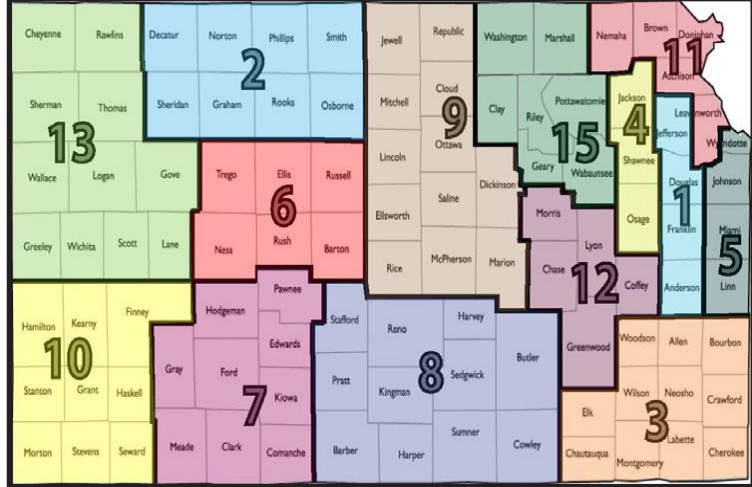 Cheyenne Rawlins Decatur Norton Phillips Smith Jewell Republic Washington Marshall Nemaha Brown Doniphan
2 11
Atchison
Sherman Thomas Sheridan Graham Rooks Osborne Mitchell Cloud Clay Riley Pottawatomie Jackson Jefferson Leavenworth
13 9 15 4 Wyandotte
Ottawa
Wallace Logan Gove Trego Ellis Russell Lincoln Dickinson Geary Wabaunsee Shawnee Douglas Johnson
6 1
Greeley Wichita Scott Lane Ness Rush Barton Ellsworth Saline Morris Lyon Osage Franklin Miami
5
Rice McPherson Marion Chase 12 Coffey Anderson Linn
Hamilton Kearny Finney Hodgeman Pawnee Stafford Reno Harvey Greenwood Woodson Allen Bourbon
10 Edwards
Gray Ford Pratt Kingman 8 Sedgwick Butler
Stanton Grant Haskell 7 Kiowa Elk Wilson Neosho Crawford
3
Morton Stevens Seward Meade Clark Comanche Barber Harper Sumner Cowley Chautauqua Montgomery Labette Cherokee